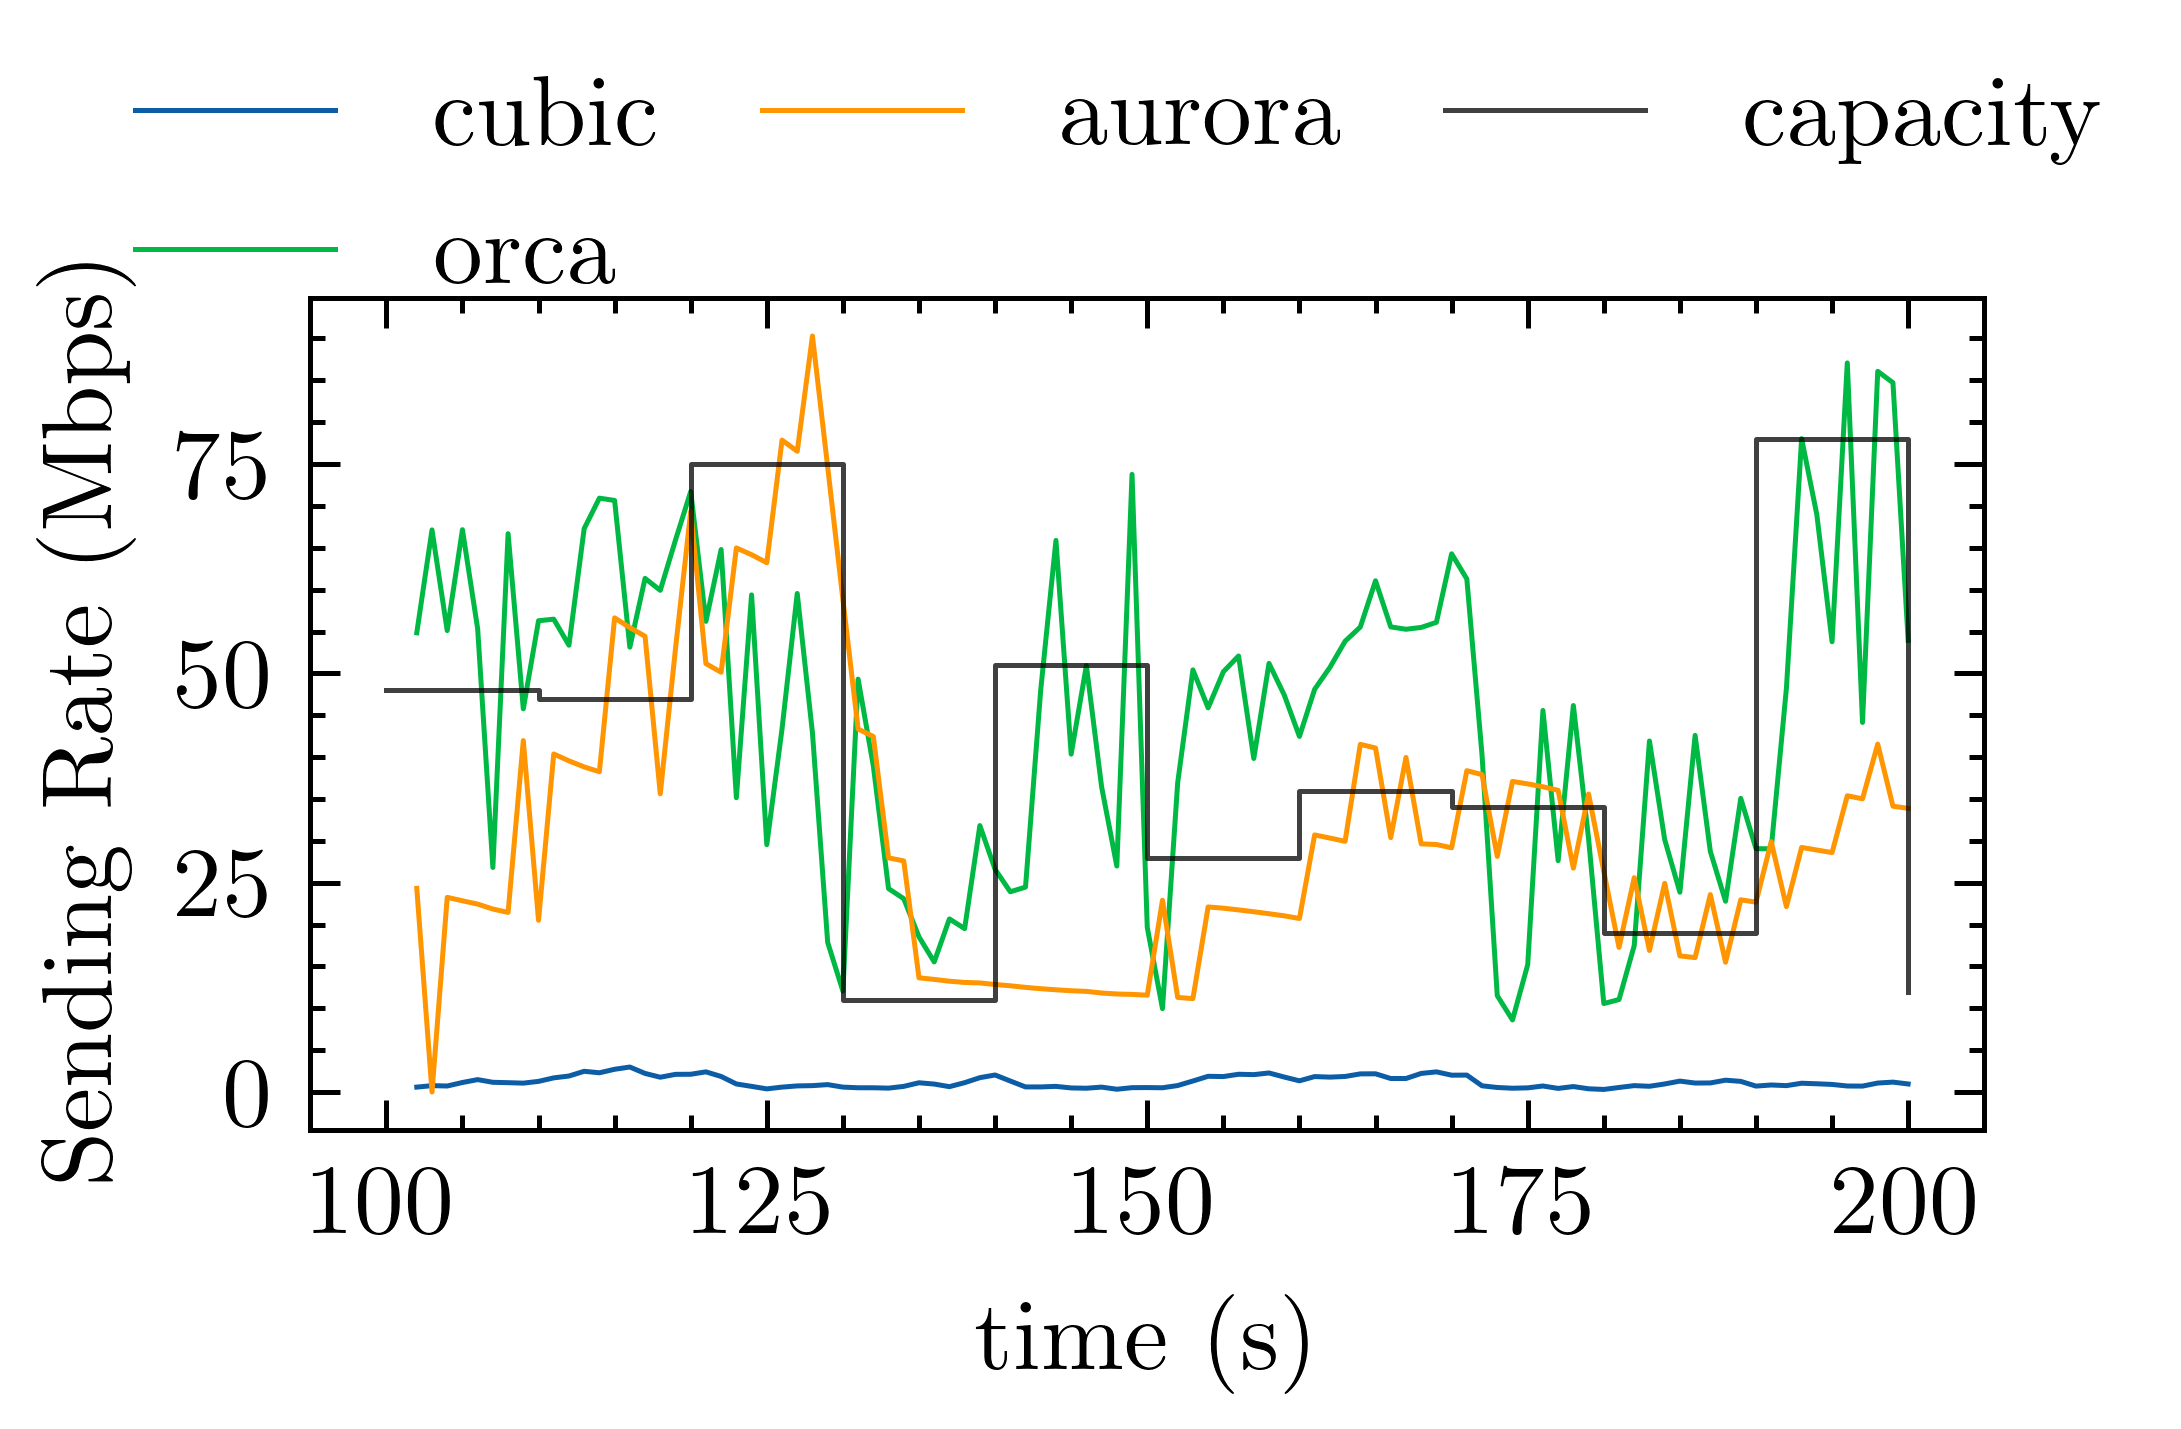 cubic
aurora
capacity
orca
Sending Rate (Mbps)
75
50
25
0
100 125 150 175 200
time (s)